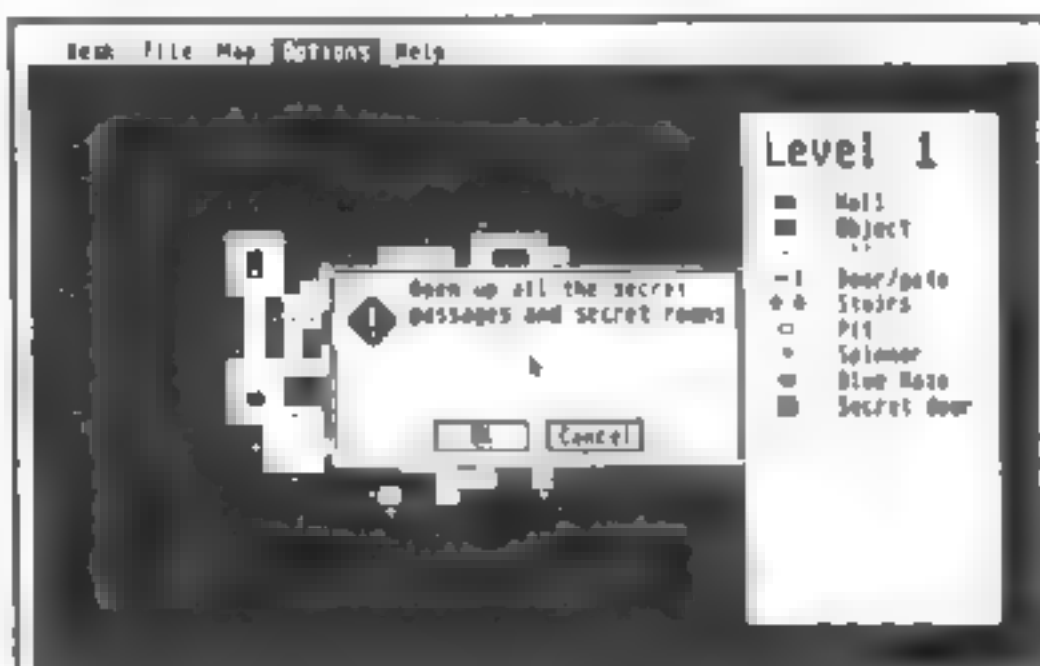 Desk File Map Options Help
Level 1
Wall
Object
Door/gate
Stairs
Pit
Spinner
Blue Haze
Secret door
Open up all the secret
passages and secret rooms
Cancel